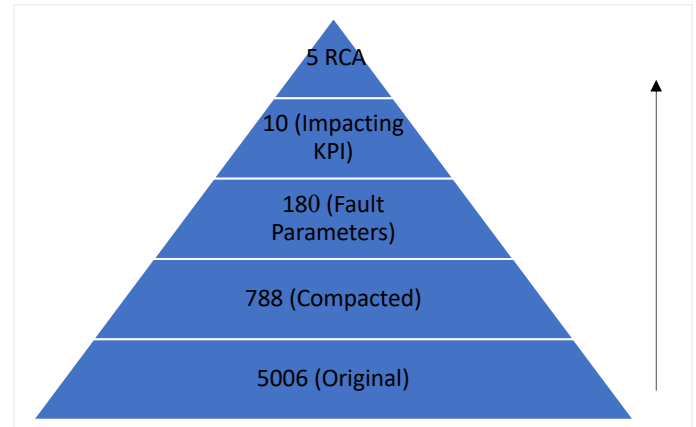 5 RCA
10 (Impacting
KPI)
180 (Fault
Parameters)
788 (Compacted)
5006 (Original)